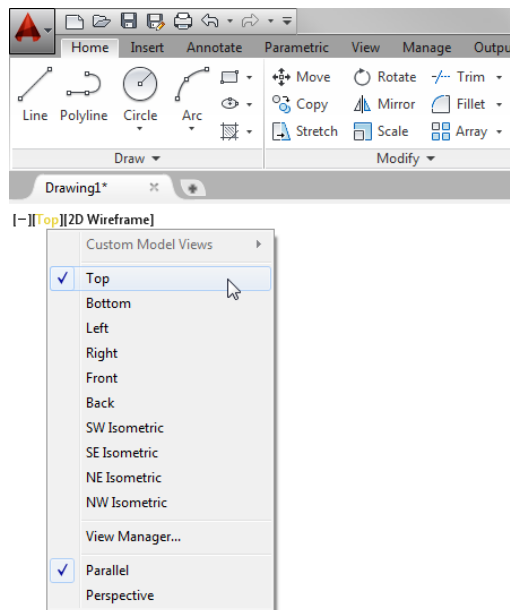 Home Insert Annotate Parametric View Manage Outpu
Move Rotate Trim
Line Polyline Circle Arc Copy Mirror Fillet
Stretch Scale Array
Draw Modify
Drawing1*
[−][Top][2D Wireframe]
Custom Model Views
Top
Bottom
Left
Right
Front
Back
SW Isometric
SE Isometric
NE Isometric
NW Isometric
View Manager...
Parallel
Perspective